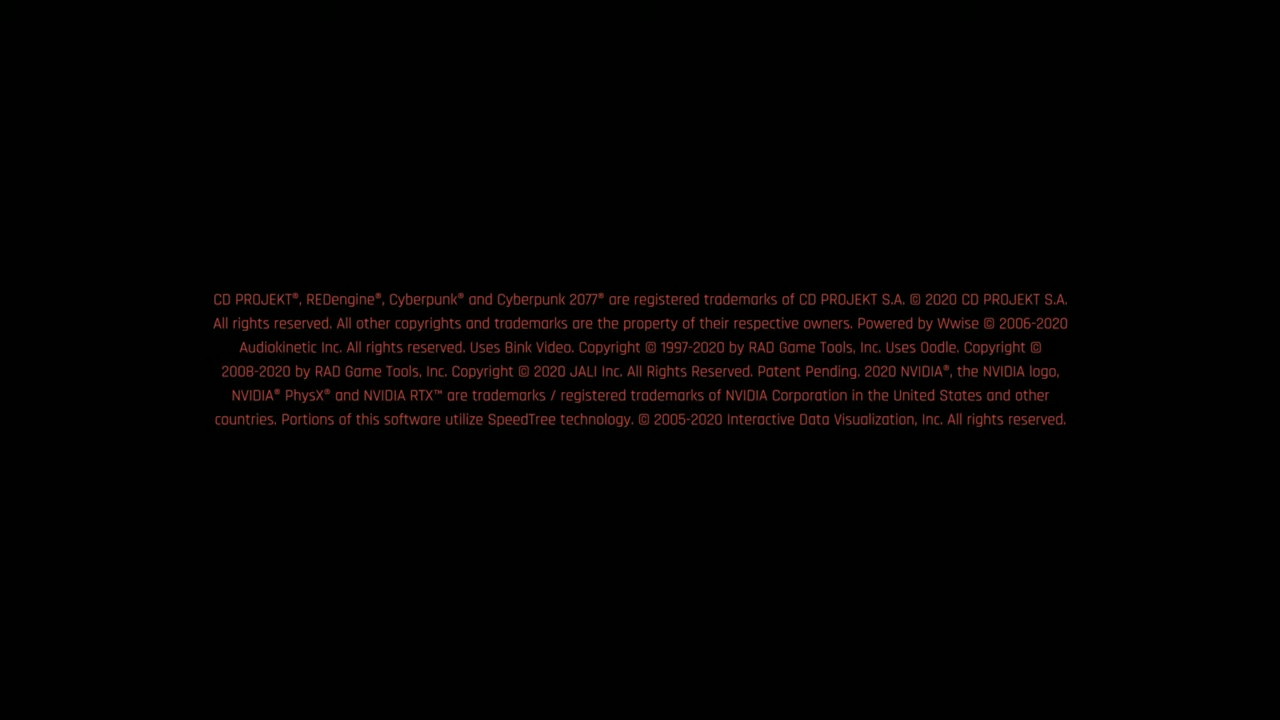 CD PROJEKT®, REDengine®, Cyberpunk® and Cyberpunk 2077® are registered trademarks of CD PROJEKT S.A. © 2020 CD PROJEKT S.A.
All rights reserved. All other copyrights and trademarks are the property of their respective owners. Powered by Wwise © 2006-2020
Audiokinetic Inc. All rights reserved. Uses Bink Video. Copyright © 1997-2020 by RAD Game Tools, Inc. Uses Oodle. Copyright ©
2008-2020 by RAD Game Tools, Inc. Copyright © 2020 JALI Inc. All Rights Reserved. Patent Pending. 2020 NVIDIA®, the NVIDIA logo,
NVIDIA® PhysX® and NVIDIA RTX™ are trademarks / registered trademarks of NVIDIA Corporation in the United States and other
countries. Portions of this software utilize SpeedTree technology. © 2005-2020 Interactive Data Visualization, Inc. All rights reserved.